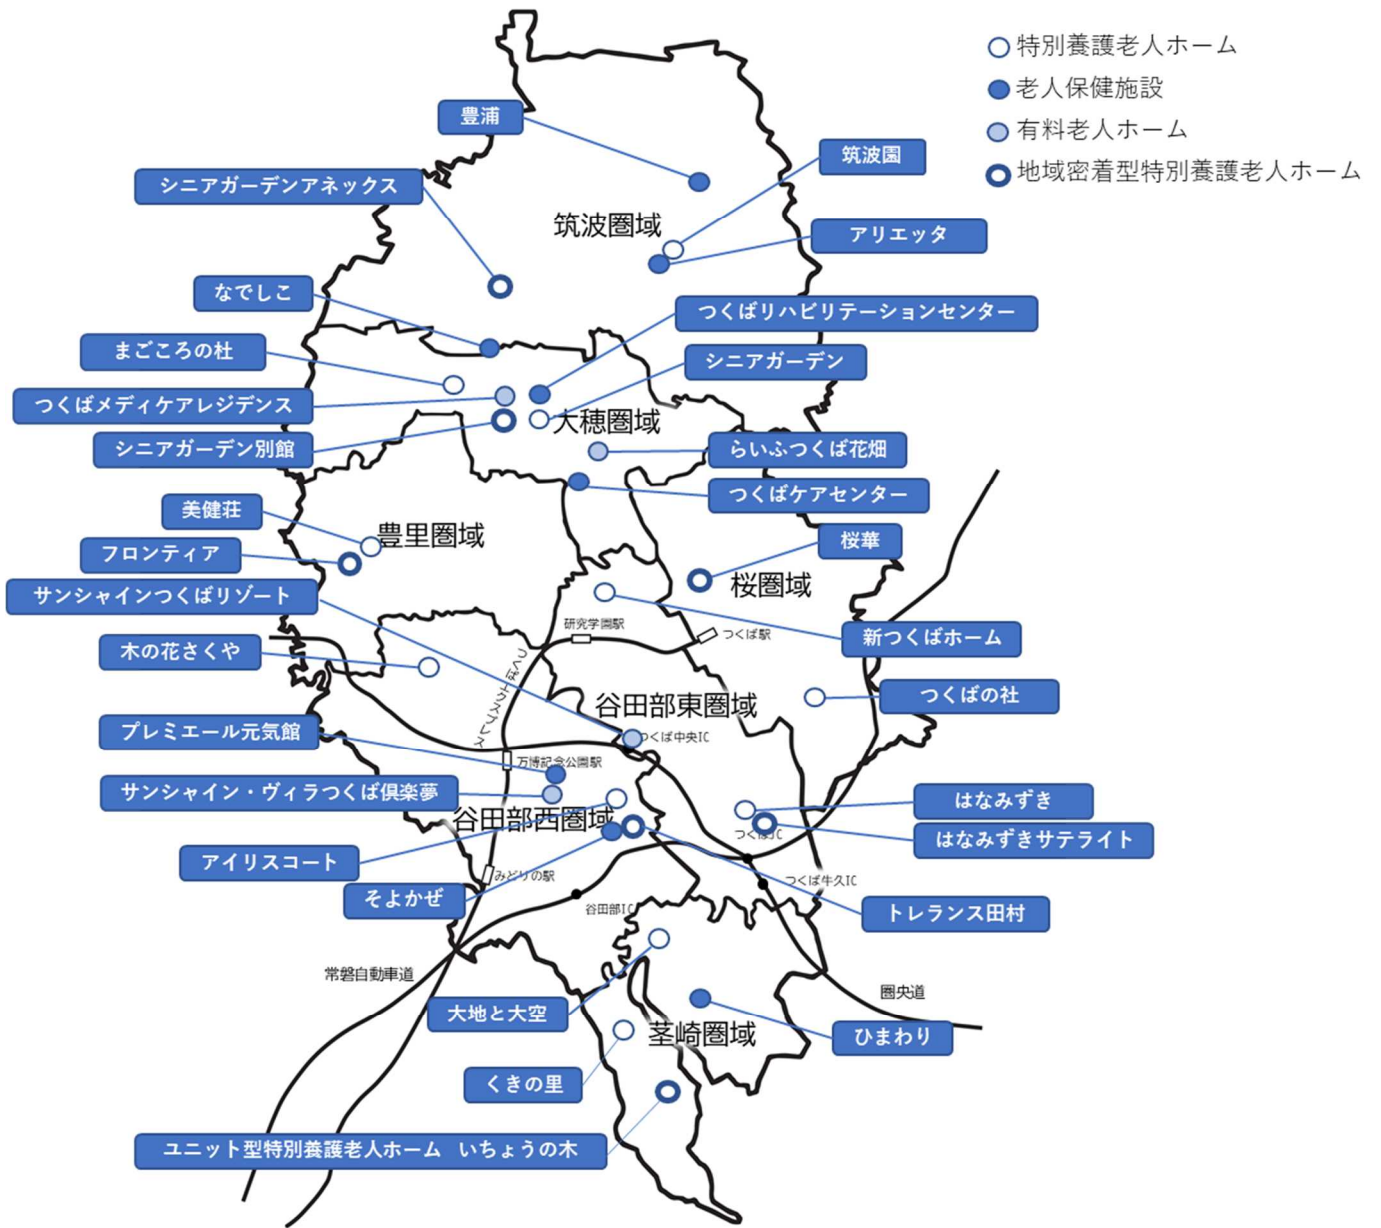 特別養護老人ホーム
老人保健施設
有料老人ホーム
地域密着型特別養護老人ホーム
豊浦
筑波園
シニアガーデンアネックス
筑波圏域
アリエッタ
なでしこ
つくばリハビリテーションセンター
まごころの杜
シニアガーデン
つくばメディケアレジデンス
大穂圏域
シニアガーデン別館
らいふつくば花畑
つくばケアセンター
美健荘
豊里圏域
桜華
フロンティア
桜圏域
サンシャインつくばリゾート
研究学園駅
つくば駅
新つくばホーム
木の花さくや
つくばエクスプレス
つくばの社
谷田部東圏域
プレミエール元気館
つくば中央IC
万博記念公園駅
サンシャイン・ヴィラつくば倶楽夢
はなみずき
谷田部西圏域
つくばJC
はなみずきサテライト
アイリスコート
みどりの駅
つくば牛久IC
そよかぜ
谷田部IC
トレランス田村
常磐自動車道
圏央道
大地と大空
茎崎圏域
ひまわり
くきの里
ユニット型特別養護老人ホーム　いちょうの木